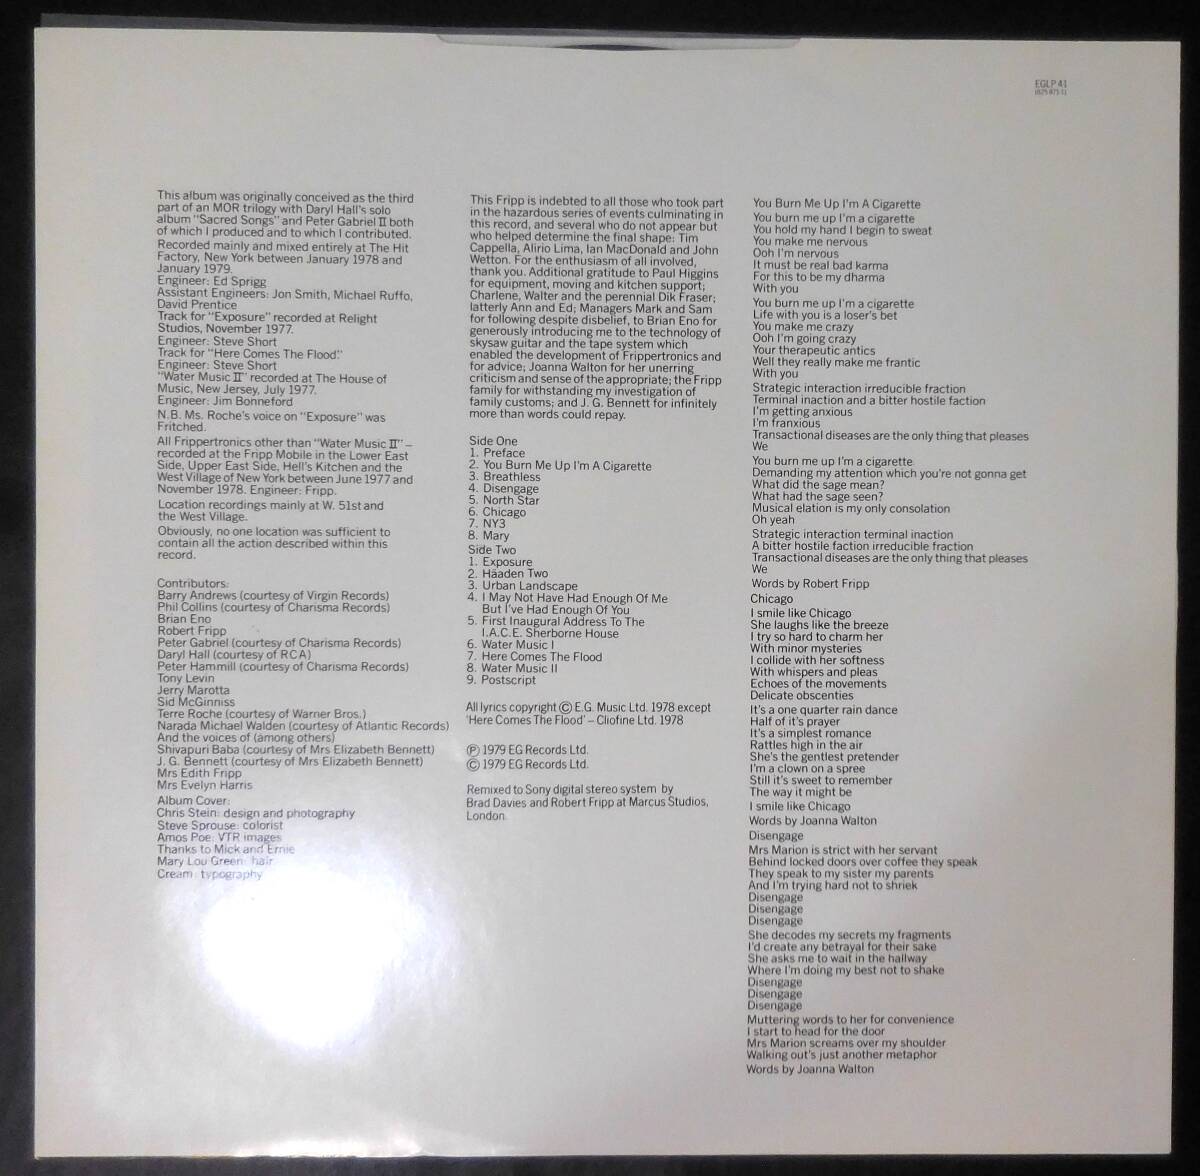 EGLP 41
This album was originally conceived as the third
part of an MOR trilogy with Daryl Hall's solo
album "Sacred Songs" and Peter Gabriel II both
of which I produced and to which I contributed.
Recorded mainly and mixed entirely at The Hit
Factory, New York between January 1978 and
January 1979.
Engineer: Ed Sprigg
Assistant Engineers: Jon Smith, Michael Ruffo,
David Prentice
Track for "Exposure" recorded at Relight
Studios, November 1977.
Engineer: Steve Short
Track for "Here Comes The Flood."
Engineer: Steve Short
"Water Music II" recorded at The House of
Music, New Jersey, July 1977.
Engineer: Jim Bonneford
N.B. Ms. Roche's voice on "Exposure" was
Fritched.
All Frippertronics other than "Water Music II" –
recorded at the Fripp Mobile in the Lower East
Side, Upper East Side, Hell's Kitchen and the
West Village of New York between June 1977 and
November 1978. Engineer: Fripp.
Location recordings mainly at W. 51st and
the West Village.
Obviously, no one location was sufficient to
contain all the action described within this
record.
Contributors:
Barry Andrews (courtesy of Virgin Records)
Phil Collins (courtesy of Charisma Records)
Brian Eno
Robert Fripp
Peter Gabriel (courtesy of Charisma Records)
Daryl Hall (courtesy of RCA)
Peter Hammill (courtesy of Charisma Records)
Tony Levin
Jerry Marotta
Sid McGinniss
Terre Roche (courtesy of Warner Bros.)
Narada Michael Walden (courtesy of Atlantic Records)
And the voices of (among others)
Shivapuri Baba (courtesy of Mrs Elizabeth Bennett)
J. G. Bennett (courtesy of Mrs Elizabeth Bennett)
Mrs Edith Fripp
Mrs Evelyn Harris
Album Cover:
Chris Stein: design and photography
Steve Sprouse: colorist
Amos Poe: VTR images
Thanks to Mick and Ernie
Mary Lou Green: hair
Cream: typography
This Fripp is indebted to all those who took part
in the hazardous series of events culminating in
this record, and several who do not appear but
who helped determine the final shape: Tim
Cappella, Alirio Lima, Ian MacDonald and John
Wetton. For the enthusiasm of all involved,
thank you. Additional gratitude to Paul Higgins
for equipment, moving and kitchen support;
Charlene, Walter and the perennial Dik Fraser;
latterly Ann and Ed; Managers Mark and Sam
for following despite disbelief, to Brian Eno for
generously introducing me to the technology of
skysaw guitar and the tape system which
enabled the development of Frippertronics and
for advice; Joanna Walton for her unerring
criticism and sense of the appropriate; the Fripp
family for withstanding my investigation of
family customs; and J. G. Bennett for infinitely
more than words could repay.
Side One
1. Preface
2. You Burn Me Up I'm A Cigarette
3. Breathless
4. Disengage
5. North Star
6. Chicago
7. NY3
8. Mary
Side Two
1. Exposure
2. Häaden Two
3. Urban Landscape
4. I May Not Have Had Enough Of Me
But I've Had Enough Of You
5. First Inaugural Address To The
I.A.C.E. Sherborne House
6. Water Music I
7. Here Comes The Flood
8. Water Music II
9. Postscript
All lyrics copyright © E.G. Music Ltd. 1978 except
'Here Comes The Flood' – Cliofine Ltd. 1978
℗ 1979 EG Records Ltd.
© 1979 EG Records Ltd.
Remixed to Sony digital stereo system by
Brad Davies and Robert Fripp at Marcus Studios,
London.
You Burn Me Up I'm A Cigarette
You burn me up I'm a cigarette
You hold my hand I begin to sweat
You make me nervous
Ooh I'm nervous
It must be real bad karma
For this to be my dharma
With you
You burn me up I'm a cigarette
Life with you is a loser's bet
You make me crazy
Ooh I'm going crazy
Your therapeutic antics
Well they really make me frantic
With you
Strategic interaction irreducible fraction
Terminal inaction and a bitter hostile faction
I'm getting anxious
I'm franxious
Transactional diseases are the only thing that pleases
We
You burn me up I'm a cigarette
Demanding my attention which you're not gonna get
What did the sage mean?
What had the sage seen?
Musical elation is my only consolation
Oh yeah
Strategic interaction terminal inaction
A bitter hostile faction irreducible fraction
Transactional diseases are the only thing that pleases
We
Words by Robert Fripp
Chicago
I smile like Chicago
She laughs like the breeze
I try so hard to charm her
With minor mysteries
I collide with her softness
With whispers and pleas
Echoes of the movements
Delicate obscenties
It's a one quarter rain dance
Half of it's prayer
It's a simplest romance
Rattles high in the air
She's the gentlest pretender
I'm a clown on a spree
Still it's sweet to remember
The way it might be
I smile like Chicago
Words by Joanna Walton
Disengage
Mrs Marion is strict with her servant
Behind locked doors over coffee they speak
They speak to my sister my parents
And I'm trying hard not to shriek
Disengage
Disengage
Disengage
She decodes my secrets my fragments
I'd create any betrayal for their sake
She asks me to wait in the hallway
Where I'm doing my best not to shake
Disengage
Disengage
Disengage
Muttering words to her for convenience
I start to head for the door
Mrs Marion screams over my shoulder
Walking out's just another metaphor
Words by Joanna Walton